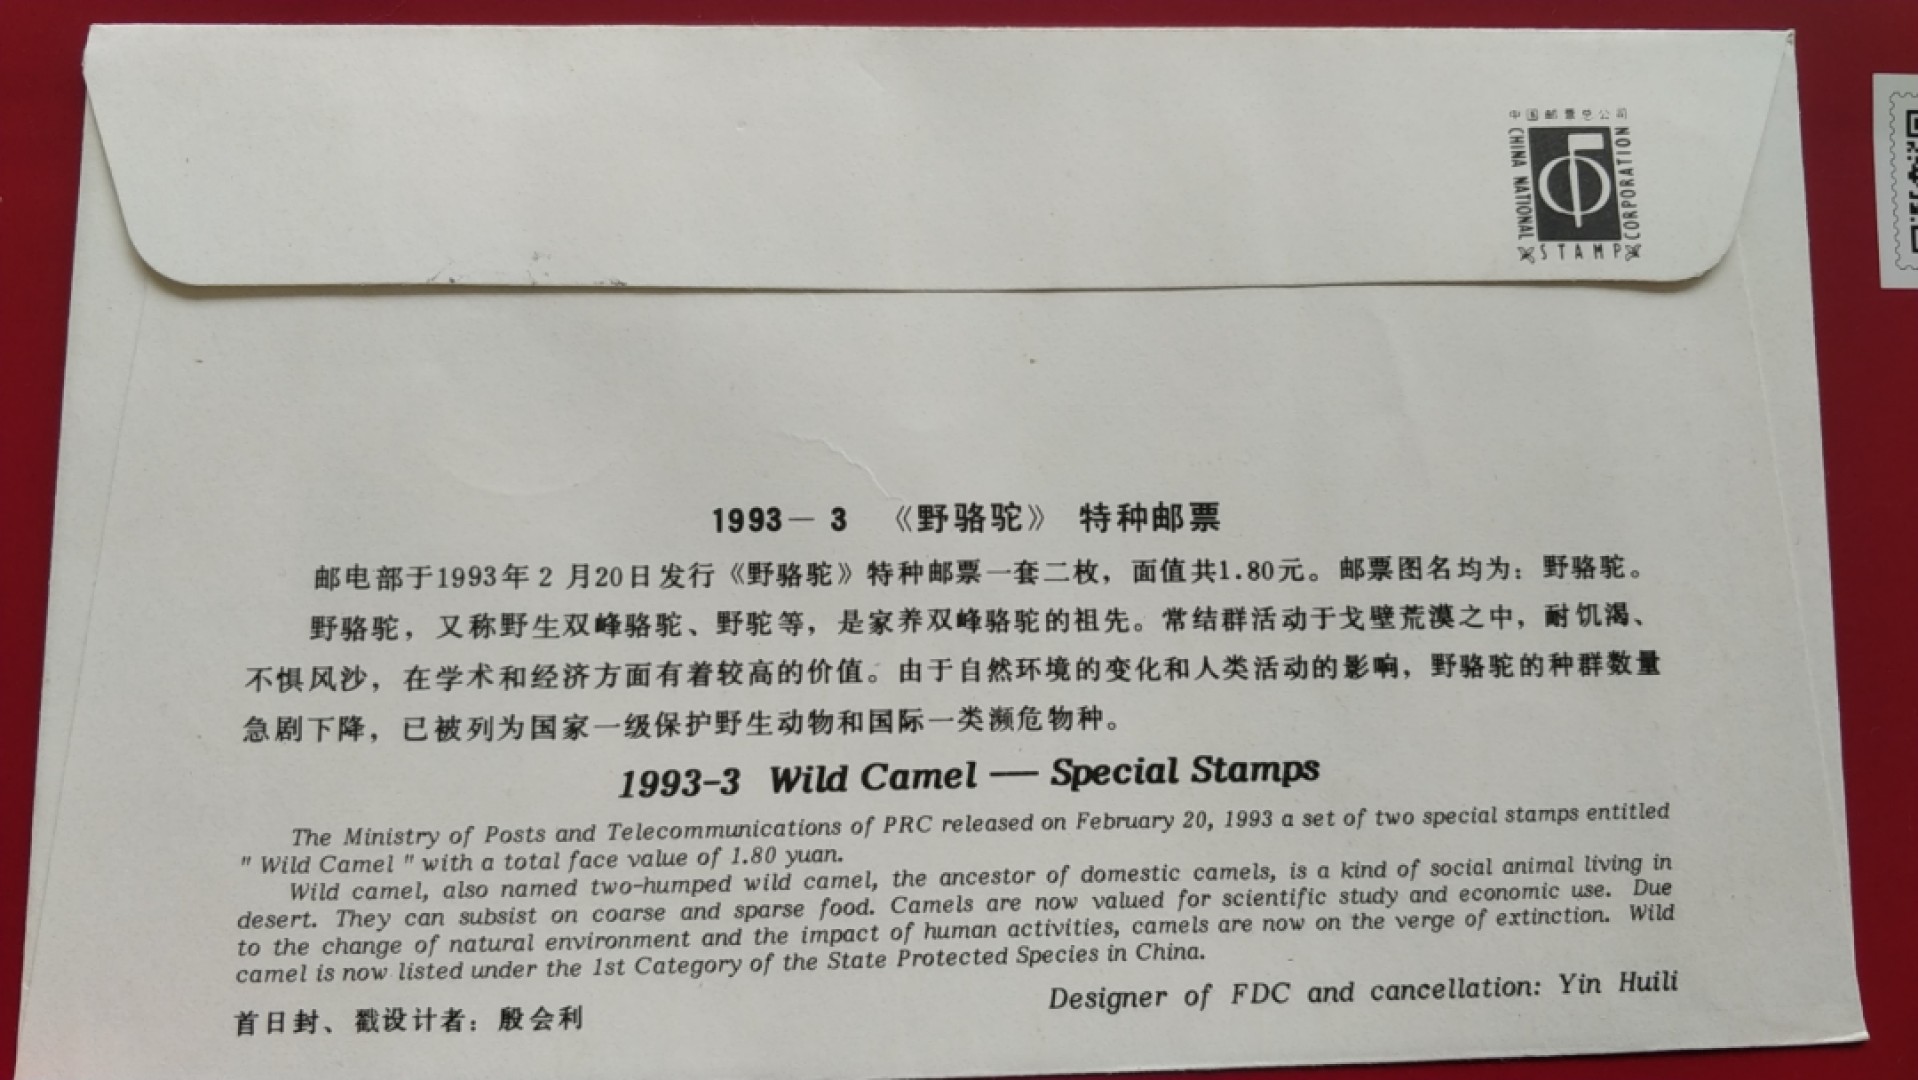 中国邮票总公司
CHINA NATIONAL
STAMP
CORPORATION
1993－3 《野骆驼》 特种邮票
邮电部于1993年2月20日发行《野骆驼》特种邮票一套二枚，面值共1.80元。邮票图名均为：野骆驼。
野骆驼，又称野生双峰骆驼、野驼等，是家养双峰骆驼的祖先。常结群活动于戈壁荒漠之中，耐饥渴、
不惧风沙，在学术和经济方面有着较高的价值。由于自然环境的变化和人类活动的影响，野骆驼的种群数量
急剧下降，已被列为国家一级保护野生动物和国际一类濒危物种。
1993-3 Wild Camel — Special Stamps
The Ministry of Posts and Telecommunications of PRC released on February 20, 1993 a set of two special stamps entitled
" Wild Camel " with a total face value of 1.80 yuan.
Wild camel, also named two-humped wild camel, the ancestor of domestic camels, is a kind of social animal living in
desert. They can subsist on coarse and sparse food. Camels are now valued for scientific study and economic use. Due
to the change of natural environment and the impact of human activities, camels are now on the verge of extinction. Wild
camel is now listed under the 1st Category of the State Protected Species in China.
Designer of FDC and cancellation: Yin Huili
首日封、戳设计者：殷会利